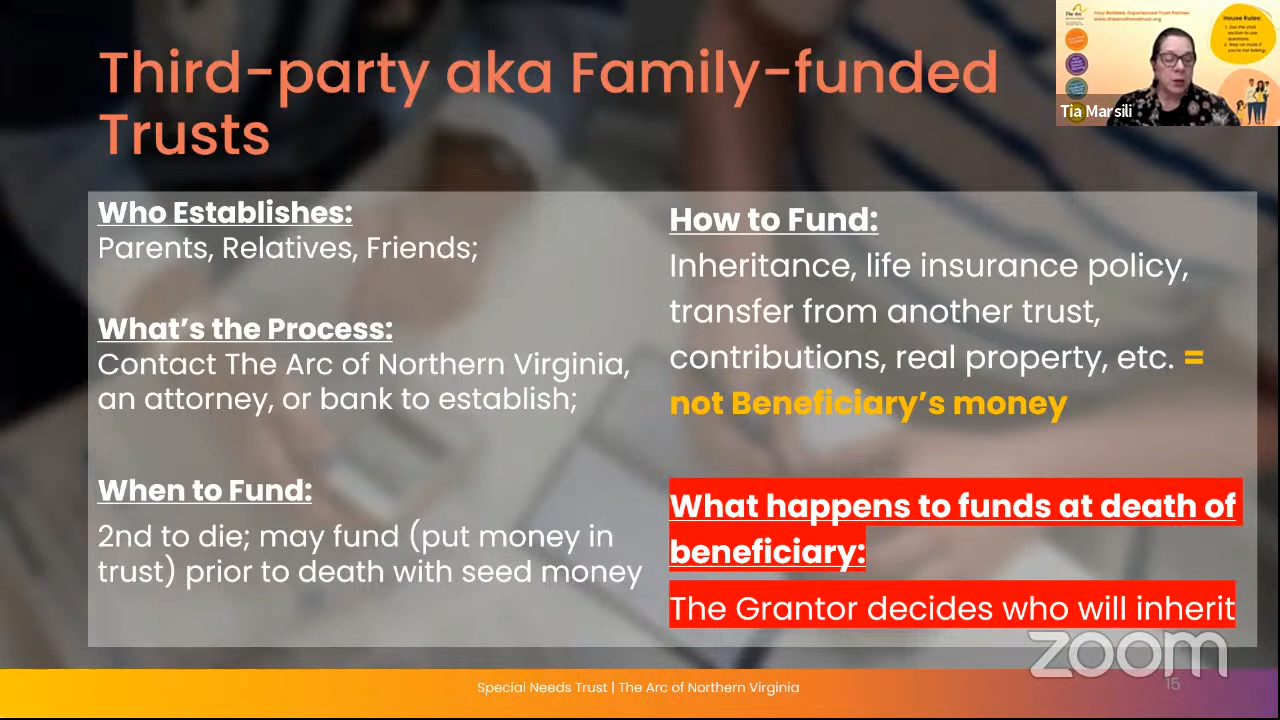 Third-party aka Family-funded
Trusts
Who Establishes:
Parents, Relatives, Friends;
What's the Process:
Contact The Arc of Northern Virginia,
an attorney, or bank to establish;
When to Fund:
2nd to die; may fund (put money in
trust) prior to death with seed money
How to Fund:
Inheritance, life insurance policy,
transfer from another trust,
contributions, real property, etc. =
not Beneficiary's money
What happens to funds at death of
beneficiary:
The Grantor decides who will inherit
Special Needs Trust | The Arc of Northern Virginia
15
zoom
The Arc
House Rules:
Tia Marsili